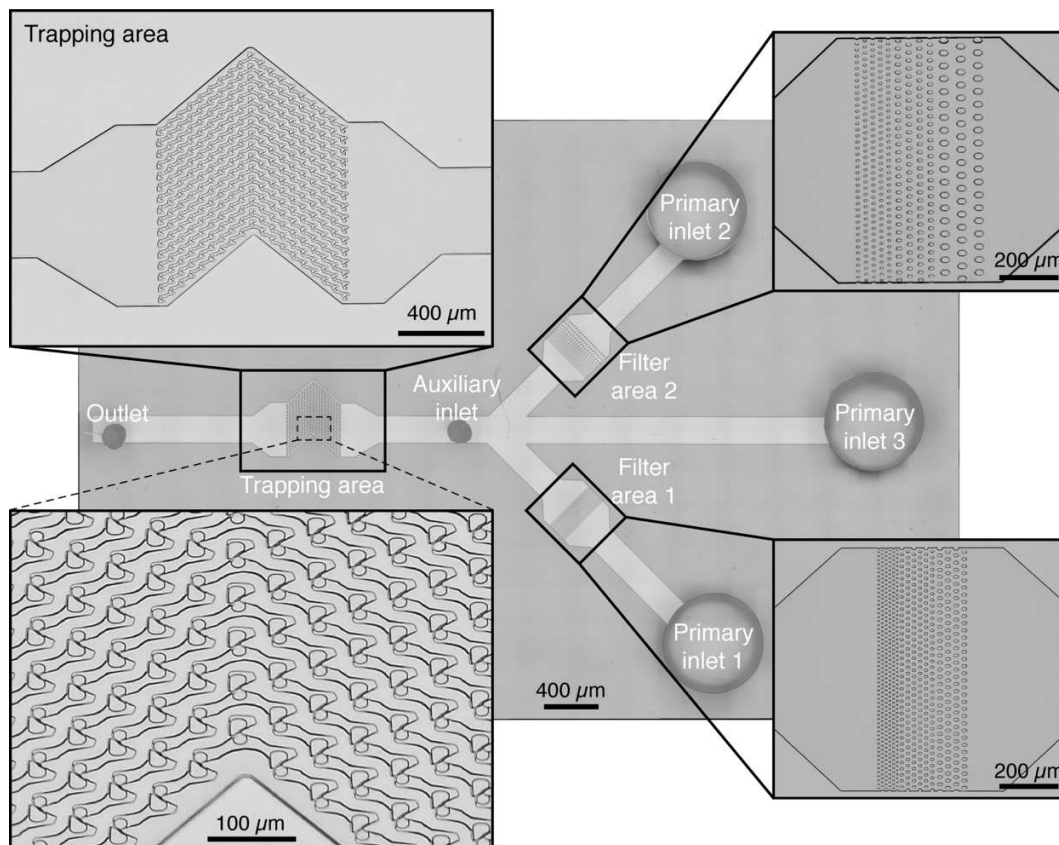 Trapping area
400 µm
Primary
inlet 2
200 µm
Filter
area 2
Outlet
Auxiliary
inlet
Primary
inlet 3
Trapping area
Filter
area 1
Primary
inlet 1
400 µm
100 µm
200 µm